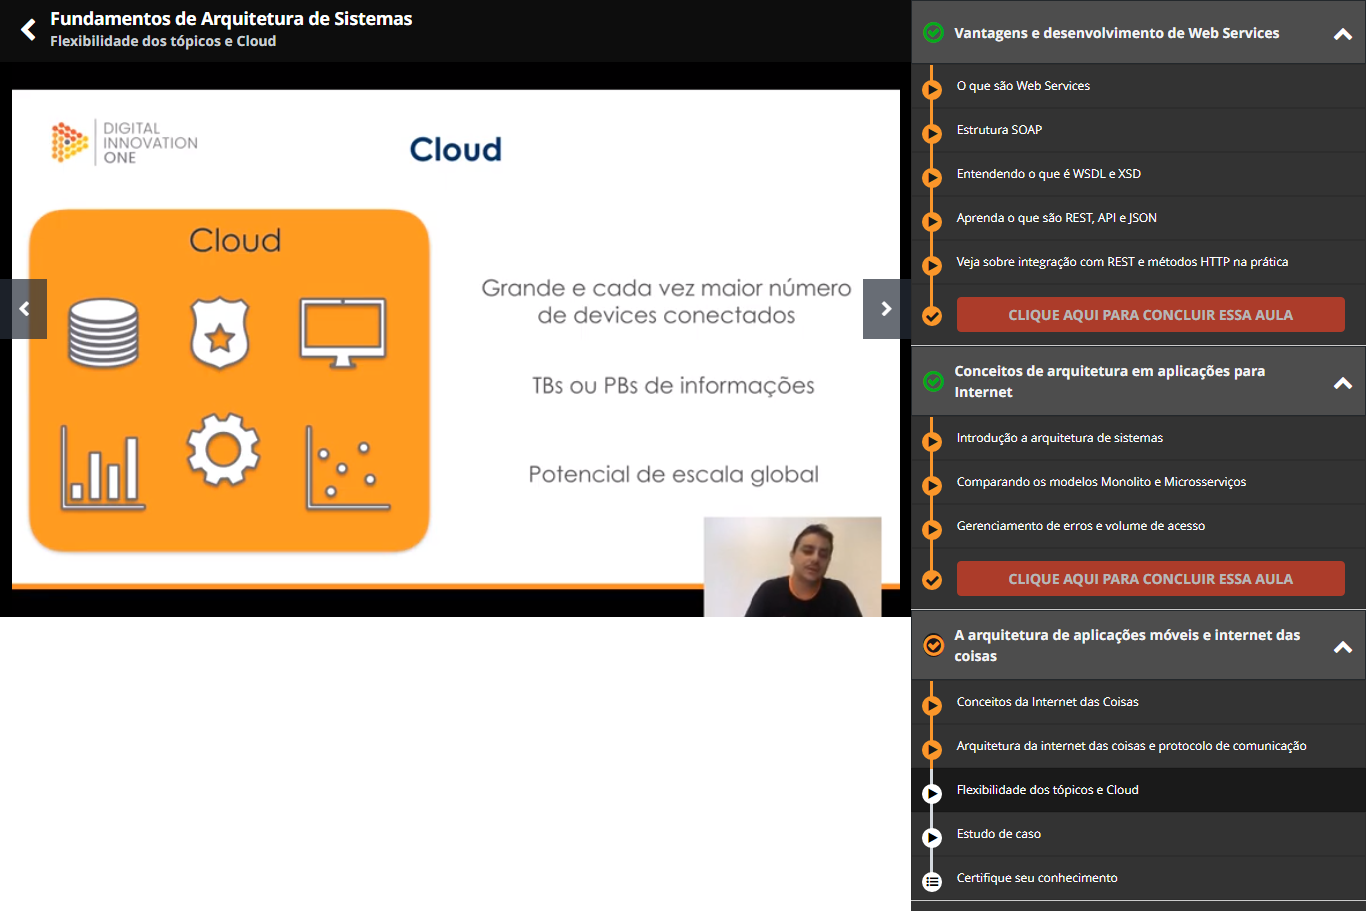 Fundamentos de Arquitetura de Sistemas
Flexibilidade dos tópicos e Cloud
DIGITAL
INNOVATION
ONE
Cloud
Cloud
Grande e cada vez maior número
de devices conectados
TBs ou PBs de informações
Potencial de escala global
Vantagens e desenvolvimento de Web Services
O que são Web Services
Estrutura SOAP
Entendendo o que é WSDL e XSD
Aprenda o que são REST, API e JSON
Veja sobre integração com REST e métodos HTTP na prática
CLIQUE AQUI PARA CONCLUIR ESSA AULA
Conceitos de arquitetura em aplicações para
Internet
Introdução a arquitetura de sistemas
Comparando os modelos Monolito e Microsserviços
Gerenciamento de erros e volume de acesso
CLIQUE AQUI PARA CONCLUIR ESSA AULA
A arquitetura de aplicações móveis e internet das
coisas
Conceitos da Internet das Coisas
Arquitetura da internet das coisas e protocolo de comunicação
Flexibilidade dos tópicos e Cloud
Estudo de caso
Certifique seu conhecimento